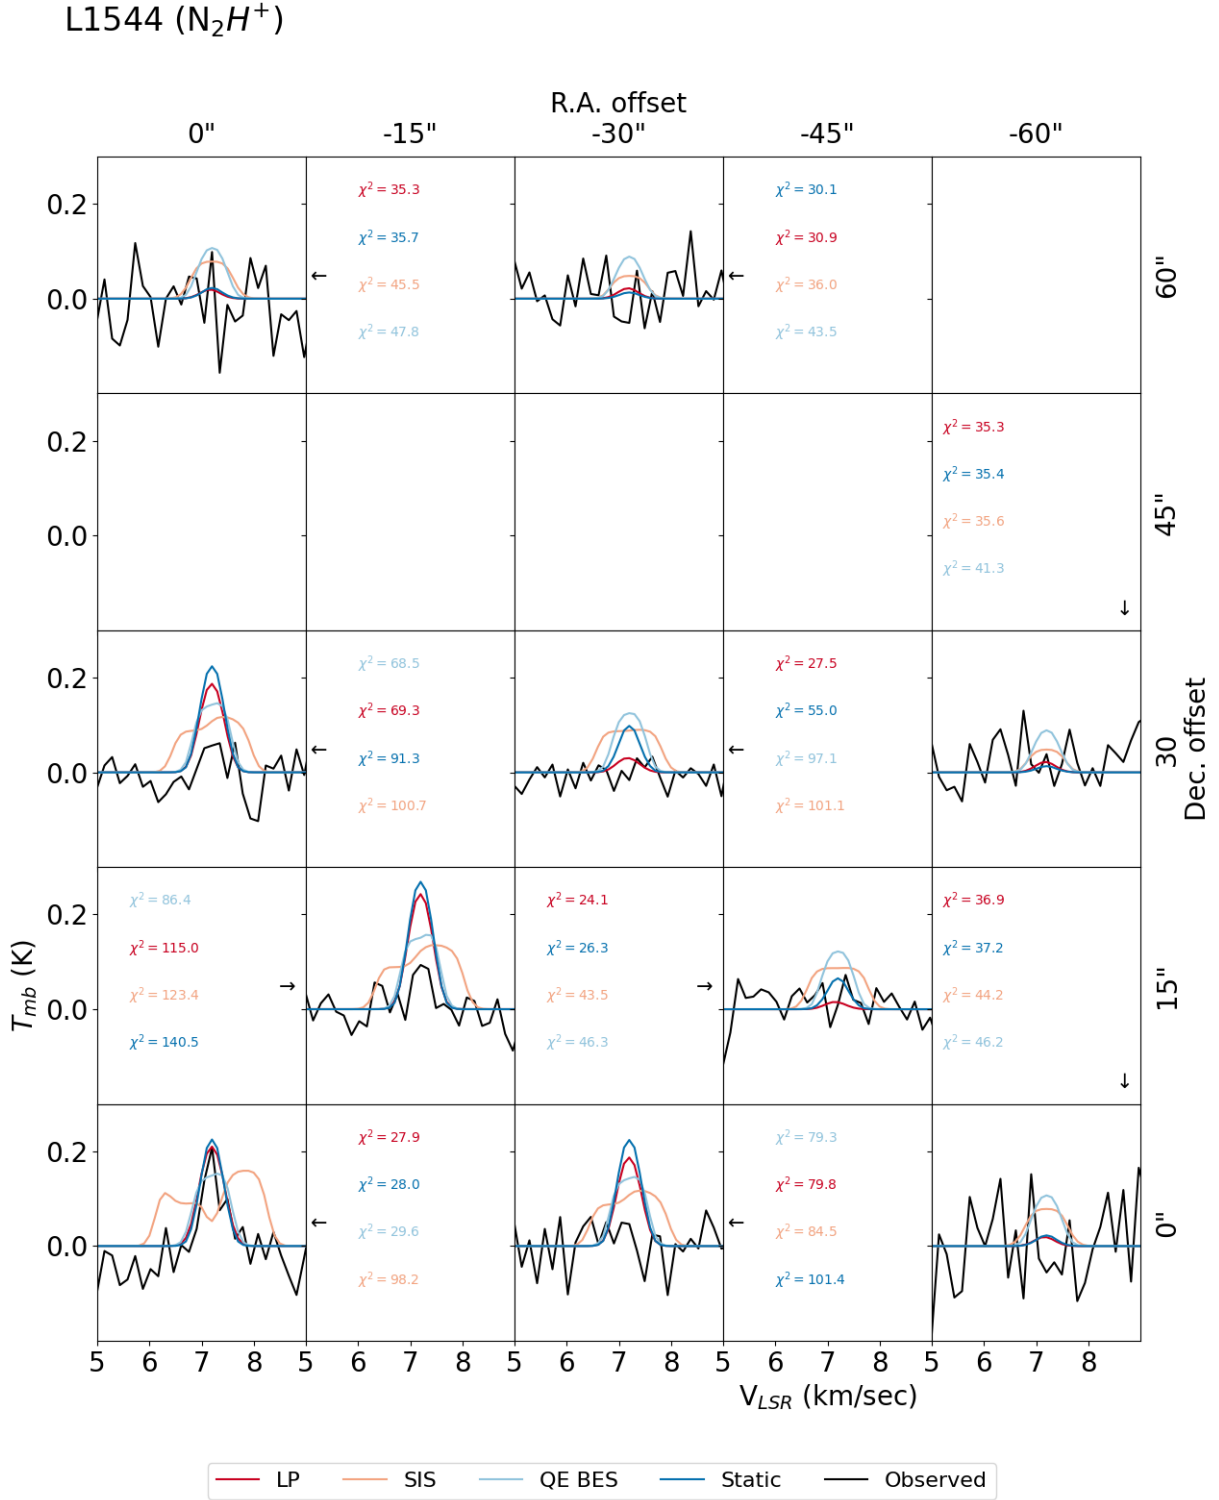 L1544 (N₂H⁺)
R.A. offset
0" -15" -30" -45" -60"
0.2
0.0
χ² = 35.3
χ² = 35.7
χ² = 45.5
χ² = 47.8
←
←
χ² = 30.1
χ² = 30.9
χ² = 36.0
χ² = 43.5
60"
0.2
0.0
χ² = 35.3
χ² = 35.4
χ² = 35.6
χ² = 41.3
↓
45"
0.2
0.0
χ² = 68.5
χ² = 69.3
χ² = 91.3
χ² = 100.7
←
←
χ² = 27.5
χ² = 55.0
χ² = 97.1
χ² = 101.1
30
Dec. offset
0.2
0.0
T_mb (K)
χ² = 86.4
χ² = 115.0
χ² = 123.4
χ² = 140.5
→
χ² = 24.1
χ² = 26.3
χ² = 43.5
χ² = 46.3
→
χ² = 36.9
χ² = 37.2
χ² = 44.2
χ² = 46.2
↓
15"
0.2
0.0
χ² = 27.9
χ² = 28.0
χ² = 29.6
χ² = 98.2
←
←
χ² = 79.3
χ² = 79.8
χ² = 84.5
χ² = 101.4
0"
5 6 7 8 5 6 7 8 5 6 7 8 5 6 7 8 5 6 7 8
V_LSR (km/sec)
LP SIS QE BES Static Observed